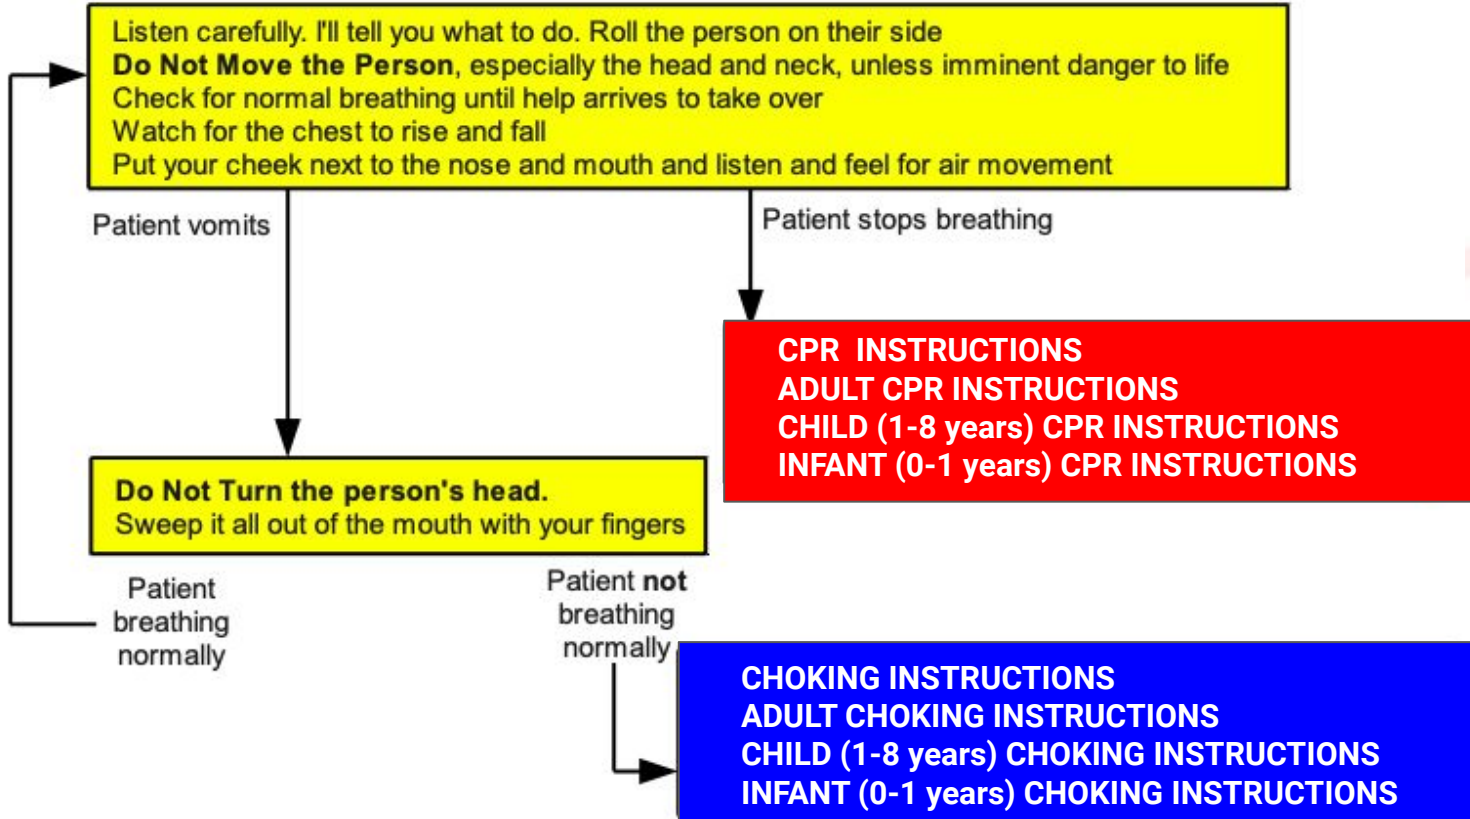 Listen carefully. I'll tell you what to do. Roll the person on their side
Do Not Move the Person, especially the head and neck, unless imminent danger to life
Check for normal breathing until help arrives to take over
Watch for the chest to rise and fall
Put your cheek next to the nose and mouth and listen and feel for air movement
Patient vomits
Patient stops breathing
CPR INSTRUCTIONS
ADULT CPR INSTRUCTIONS
CHILD (1-8 years) CPR INSTRUCTIONS
INFANT (0-1 years) CPR INSTRUCTIONS
Do Not Turn the person's head.
Sweep it all out of the mouth with your fingers
Patient
breathing
normally
Patient not
breathing
normally
CHOKING INSTRUCTIONS
ADULT CHOKING INSTRUCTIONS
CHILD (1-8 years) CHOKING INSTRUCTIONS
INFANT (0-1 years) CHOKING INSTRUCTIONS